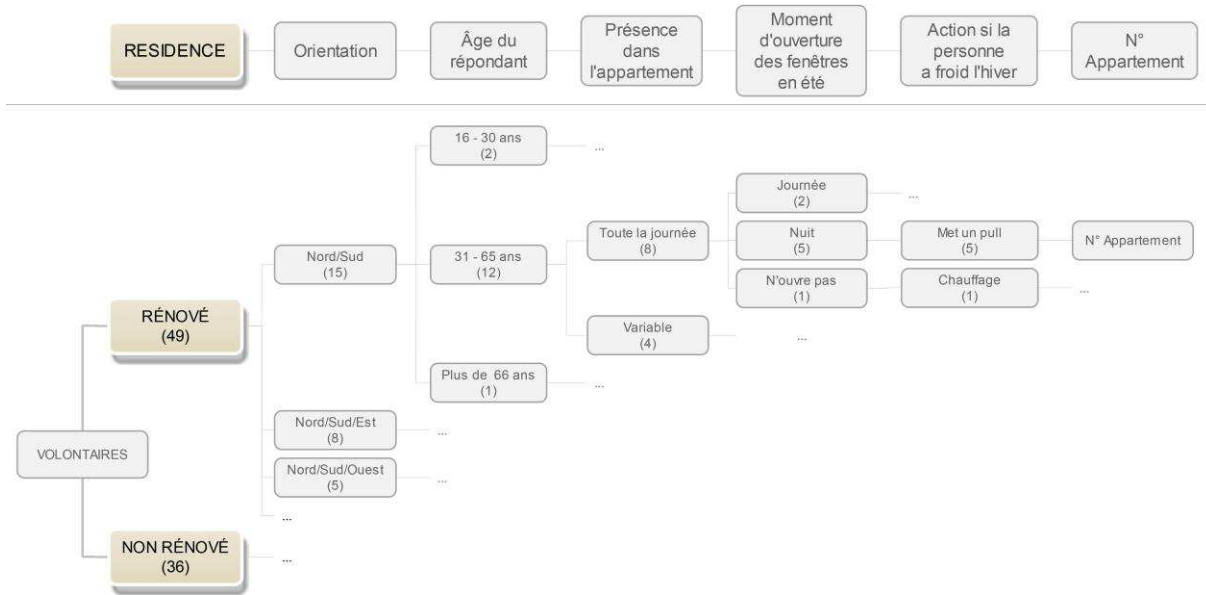 RESIDENCE
Orientation
Âge du
répondant
Présence
dans
l'appartement
Moment
d'ouverture
des fenêtres
en été
Action si la
personne
a froid l'hiver
N°
Appartement
16 - 30 ans
(2)
...
Journée
(2)
...
Toute la journée
(8)
Nuit
(5)
Met un pull
(5)
N° Appartement
Nord/Sud
(15)
31 - 65 ans
(12)
N'ouvre pas
(1)
Chauffage
(1)
...
RÉNOVÉ
(49)
Variable
(4)
...
Plus de 66 ans
(1)
...
Nord/Sud/Est
(8)
...
VOLONTAIRES
Nord/Sud/Ouest
(5)
...
...
NON RÉNOVÉ
(36)
...